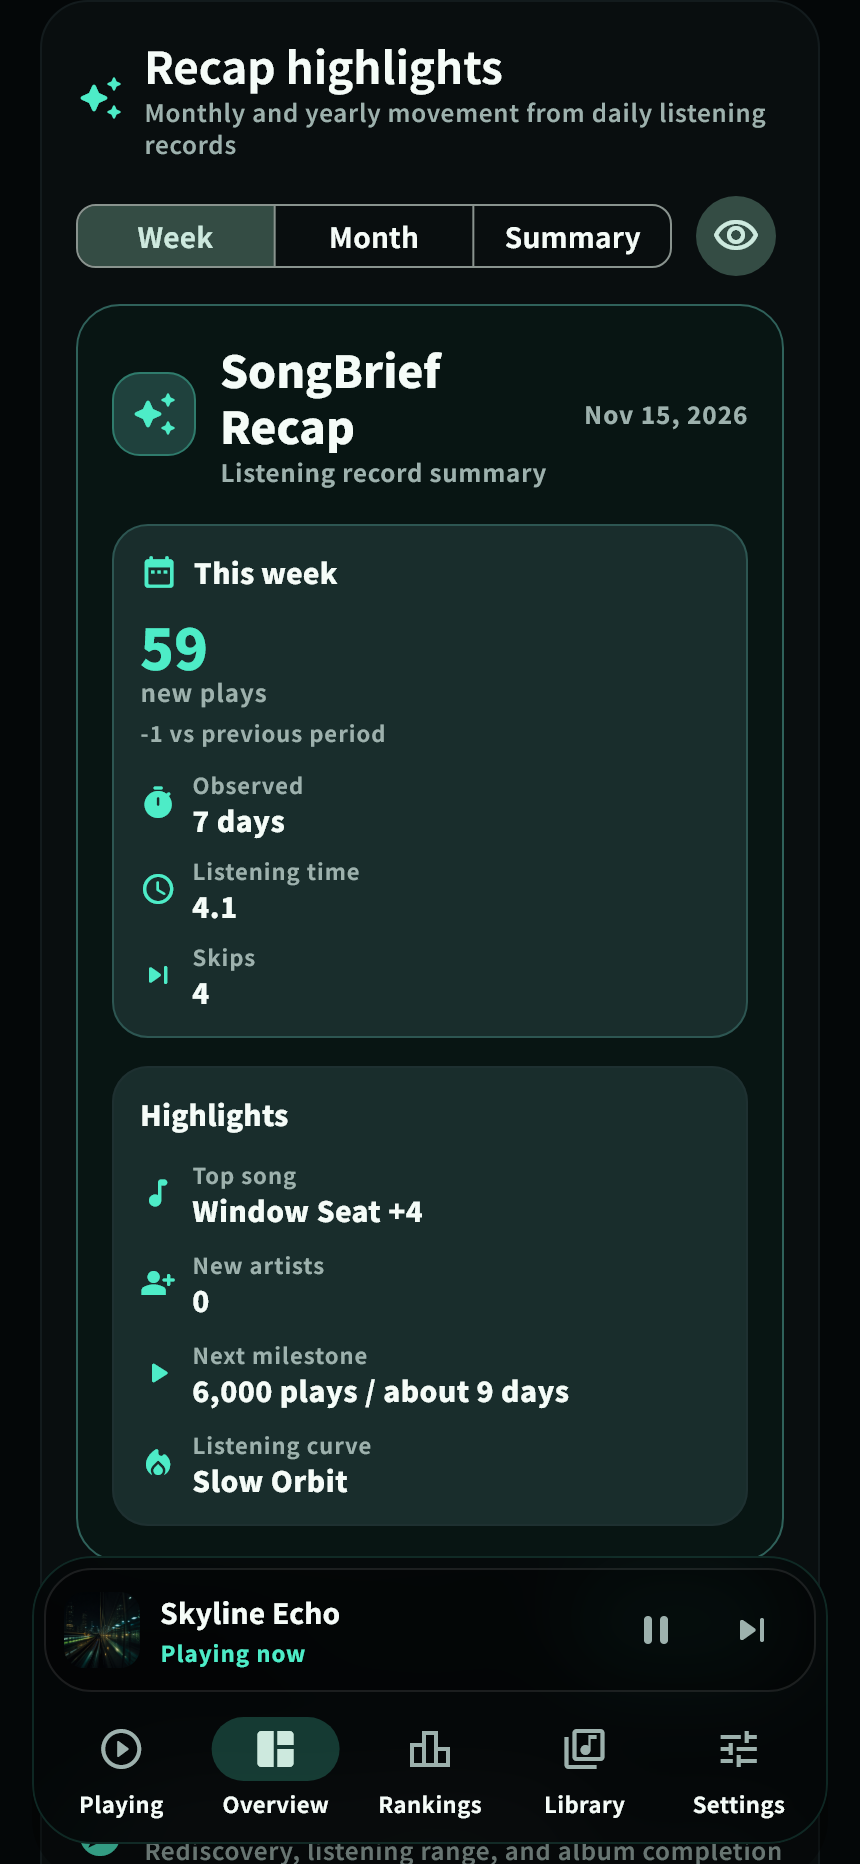 Recap highlights
Monthly and yearly movement from daily listening
records
Week
Month
Summary
SongBrief
Recap
Listening record summary
Nov 15, 2026
This week
59
new plays
-1 vs previous period
Observed
7 days
Listening time
4.1
Skips
4
Highlights
Top song
Window Seat +4
New artists
0
Next milestone
6,000 plays / about 9 days
Listening curve
Slow Orbit
Skyline Echo
Playing now
Playing
Overview
Rankings
Library
Settings
Rediscovery, listening range, and album completion